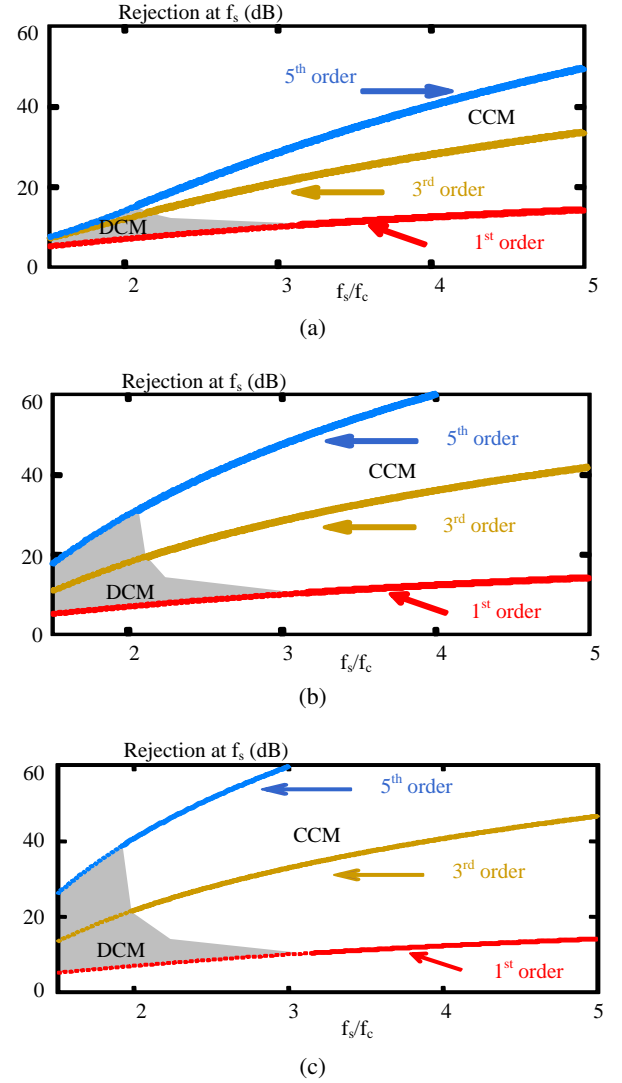 Rejection at fs (dB)
60
5th order
40
CCM
20
3rd order
DCM
1st order
0
2 3 4 5
fs/fc
(a)
Rejection at fs (dB)
60
5th order
40
CCM
3rd order
20
DCM
1st order
0
2 3 4 5
fs/fc
(b)
Rejection at fs (dB)
60
5th order
40
CCM
3rd order
20
DCM
1st order
0
2 3 4 5
fs/fc
(c)